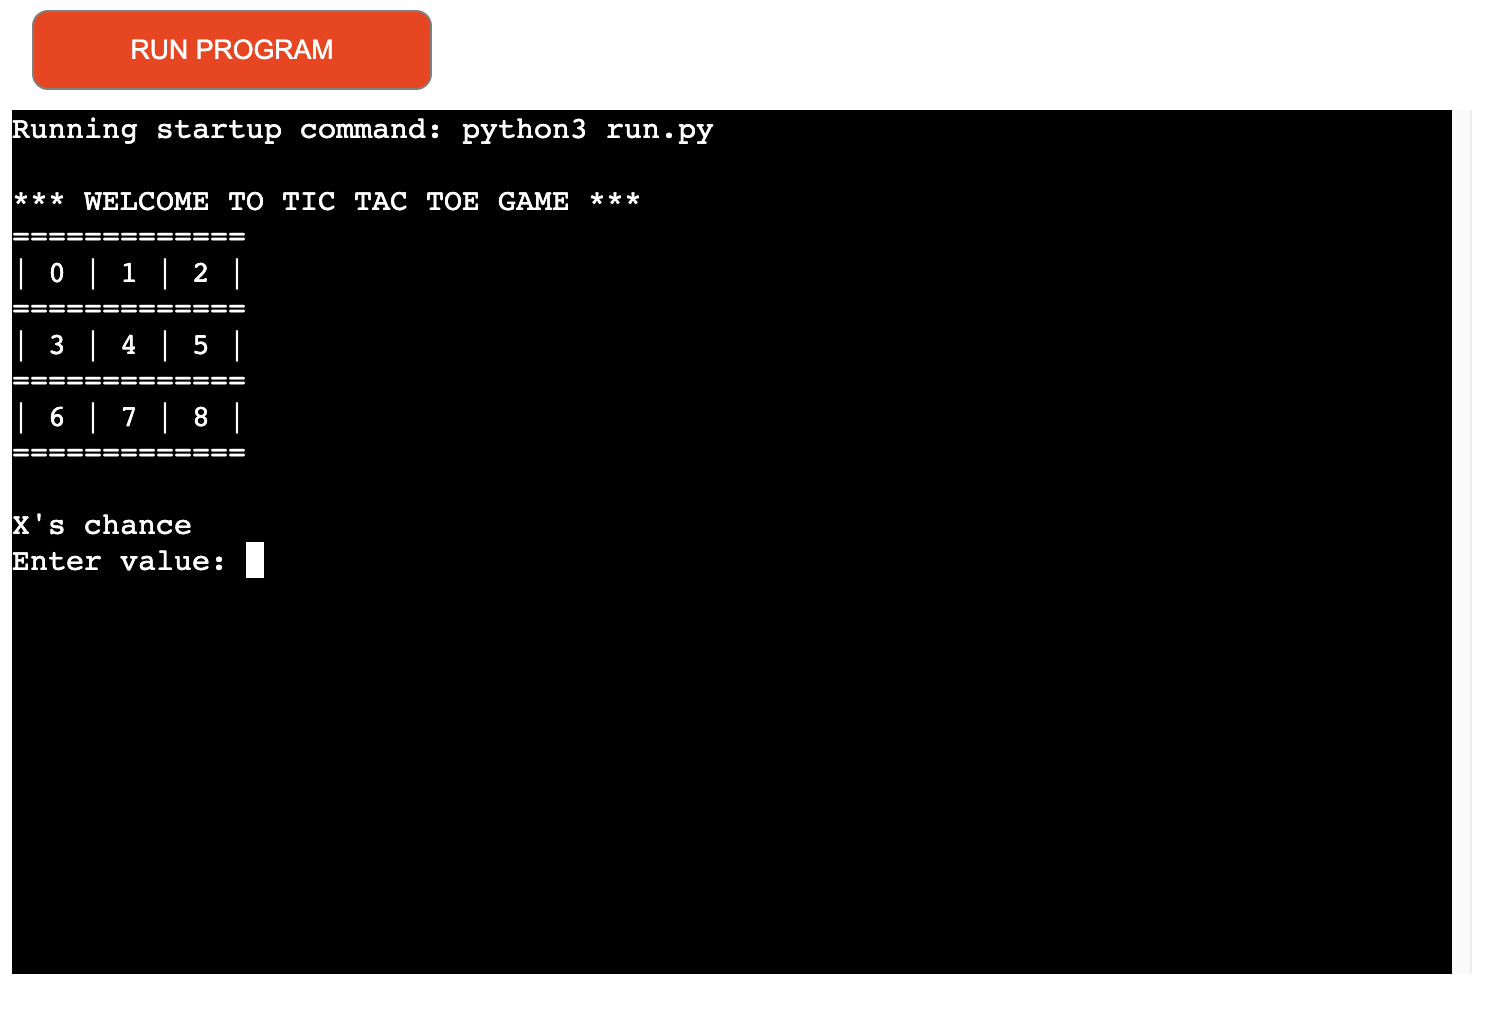 RUN PROGRAM
Running startup command: python3 run.py
*** WELCOME TO TIC TAC TOE GAME ***
=============
| 0 | 1 | 2 |
=============
| 3 | 4 | 5 |
=============
| 6 | 7 | 8 |
=============
X's chance
Enter value: